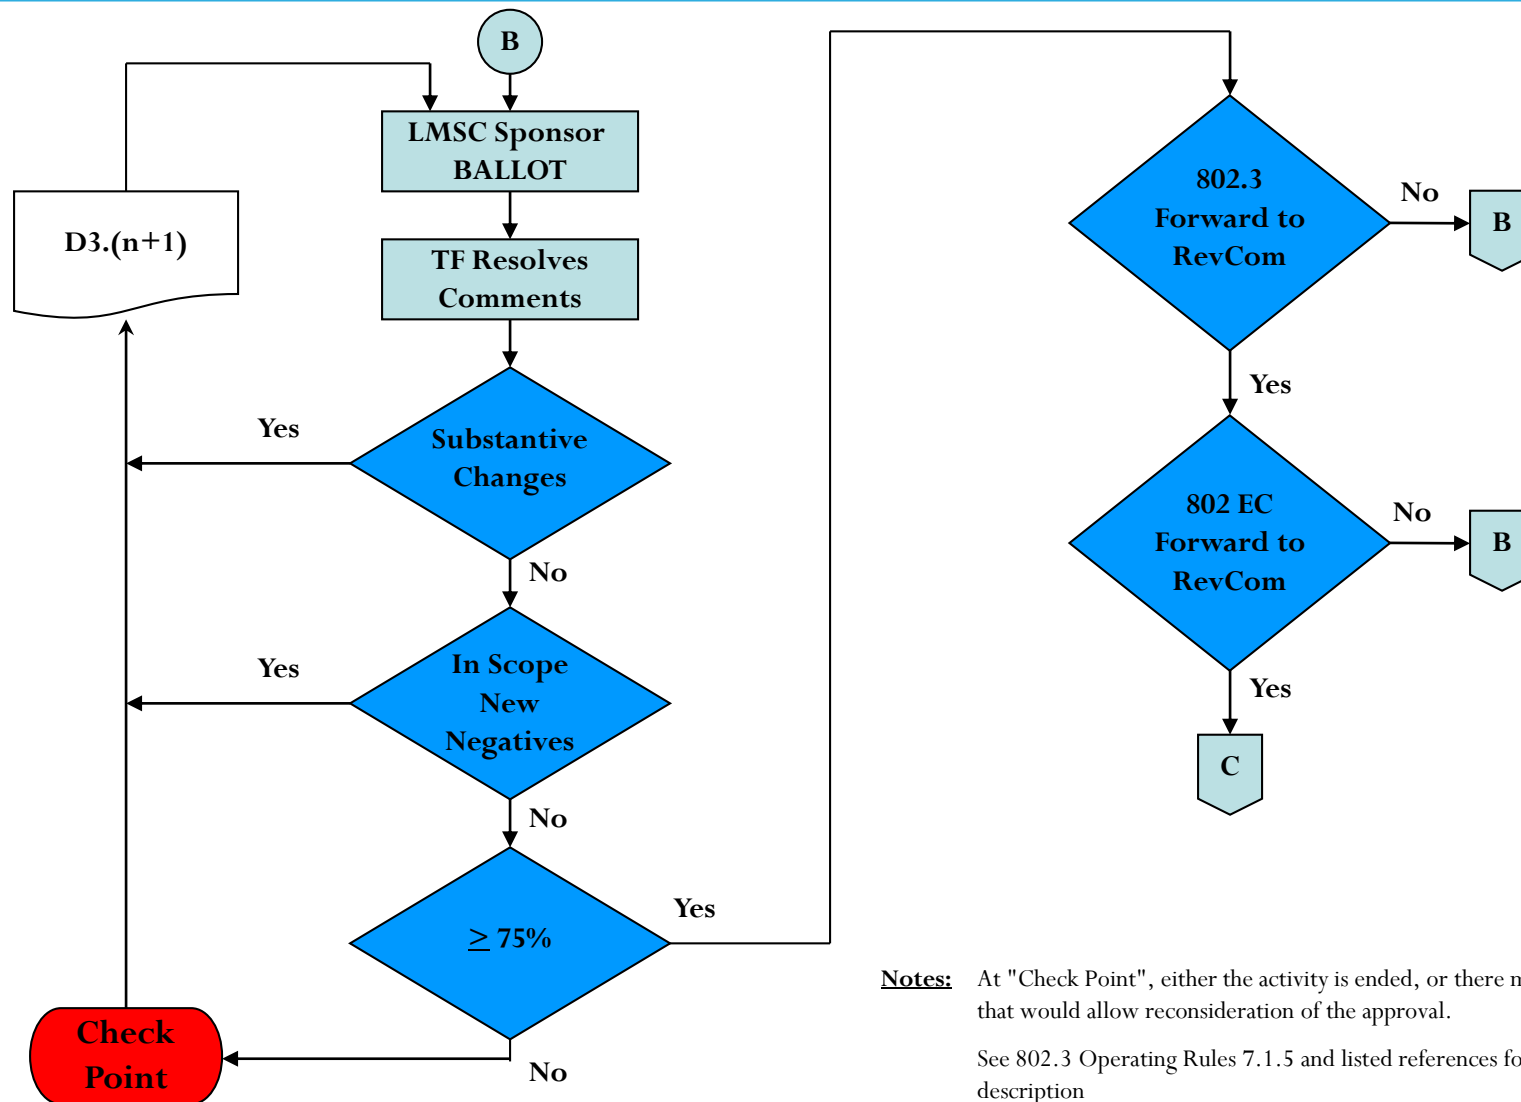 B
LMSC Sponsor
BALLOT
D3.(n+1)
TF Resolves
Comments
Yes
Substantive
Changes
No
Yes
In Scope
New
Negatives
No
Yes
≥ 75%
Check
Point
No
802.3
Forward to
RevCom
No
B
Yes
802 EC
Forward to
RevCom
No
B
Yes
C
Notes: At "Check Point", either the activity is ended, or there
that would allow reconsideration of the approval.
See 802.3 Operating Rules 7.1.5 and listed references
description